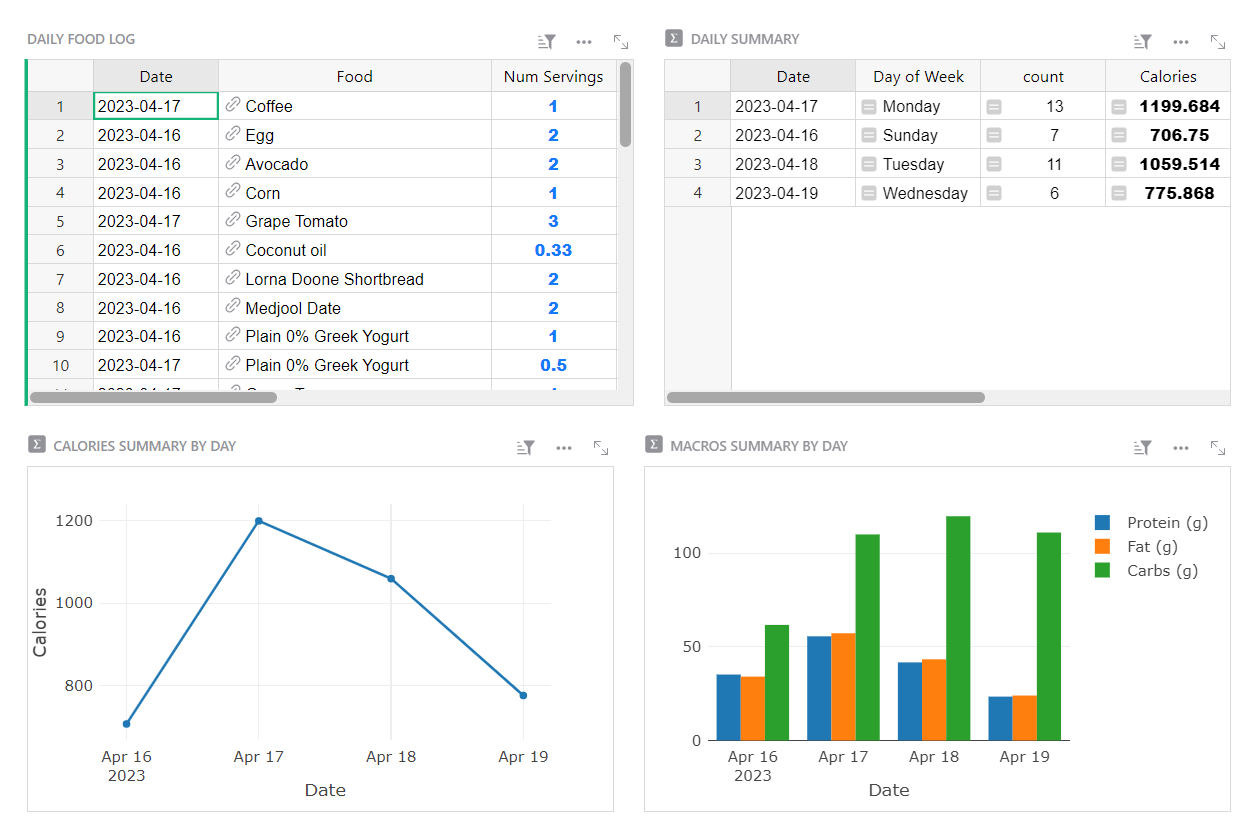 DAILY FOOD LOG
Date Food Num Servings
1 2023-04-17 Coffee 1
2 2023-04-16 Egg 2
3 2023-04-16 Avocado 2
4 2023-04-16 Corn 1
5 2023-04-17 Grape Tomato 3
6 2023-04-16 Coconut oil 0.33
7 2023-04-16 Lorna Doone Shortbread 2
8 2023-04-16 Medjool Date 2
9 2023-04-16 Plain 0% Greek Yogurt 1
10 2023-04-17 Plain 0% Greek Yogurt 0.5
Σ DAILY SUMMARY
Date Day of Week count Calories
1 2023-04-17 Monday 13 1199.684
2 2023-04-16 Sunday 7 706.75
3 2023-04-18 Tuesday 11 1059.514
4 2023-04-19 Wednesday 6 775.868
Σ CALORIES SUMMARY BY DAY
1200
1000
800
Calories
Apr 16 Apr 17 Apr 18 Apr 19
2023
Date
Σ MACROS SUMMARY BY DAY
Protein (g)
Fat (g)
Carbs (g)
100
50
0
Apr 16 Apr 17 Apr 18 Apr 19
2023
Date